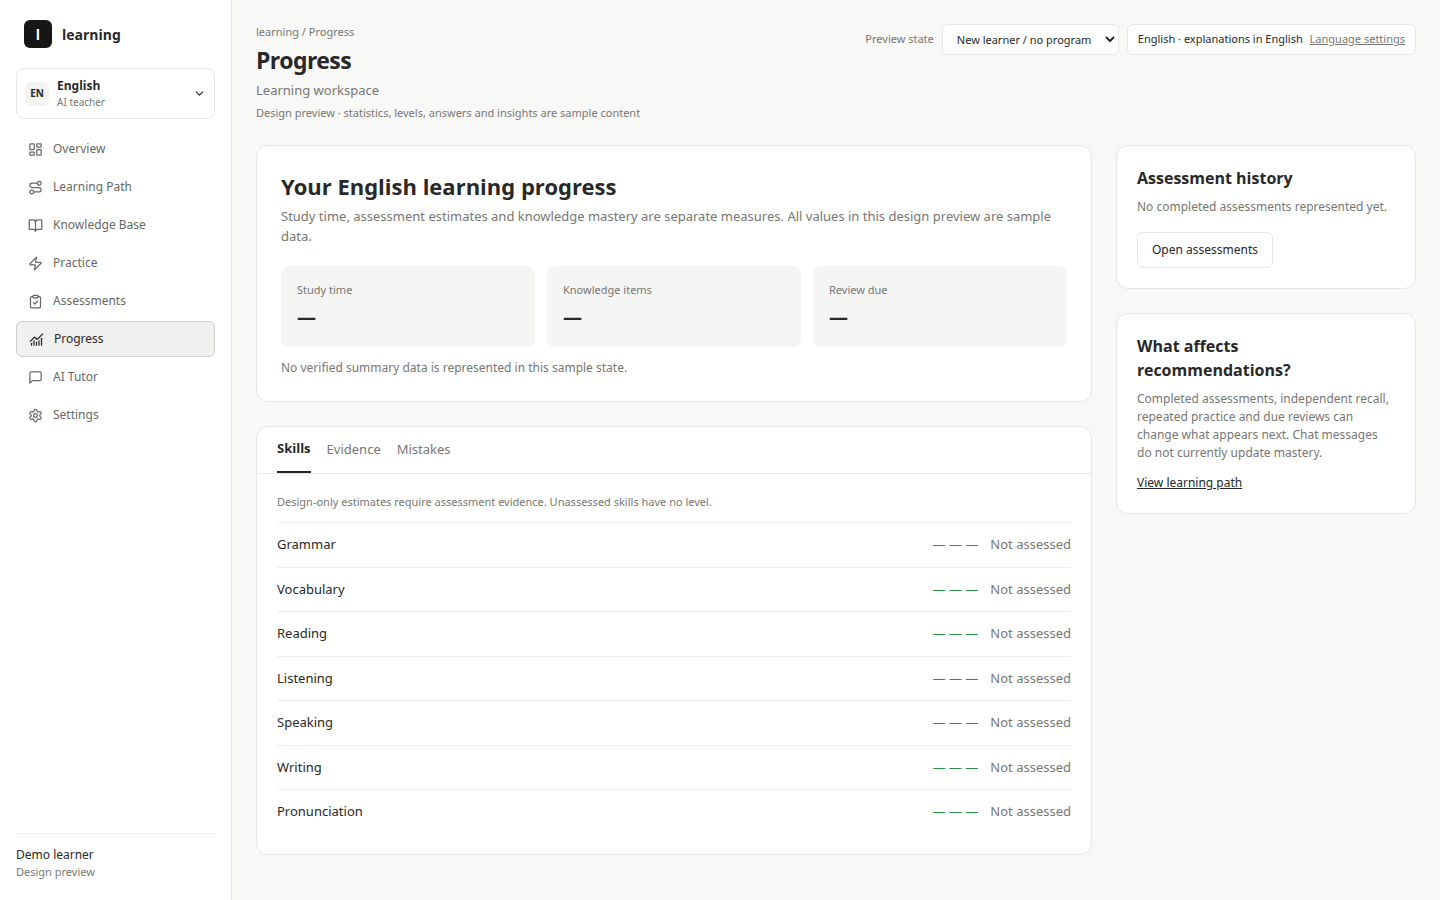 l learning
EN
English
AI teacher
Overview
Learning Path
Knowledge Base
Practice
Assessments
Progress
AI Tutor
Settings
Demo learner
Design preview
learning / Progress
Progress
Learning workspace
Design preview · statistics, levels, answers and insights are sample content
Preview state
New learner / no program
English · explanations in English Language settings
Your English learning progress
Study time, assessment estimates and knowledge mastery are separate measures. All values in this design preview are sample
data.
Study time
—
Knowledge items
—
Review due
—
No verified summary data is represented in this sample state.
Skills Evidence Mistakes
Design-only estimates require assessment evidence. Unassessed skills have no level.
Grammar — — — Not assessed
Vocabulary — — — Not assessed
Reading — — — Not assessed
Listening — — — Not assessed
Speaking — — — Not assessed
Writing — — — Not assessed
Pronunciation — — — Not assessed
Assessment history
No completed assessments represented yet.
Open assessments
What affects
recommendations?
Completed assessments, independent recall,
repeated practice and due reviews can
change what appears next. Chat messages
do not currently update mastery.
View learning path